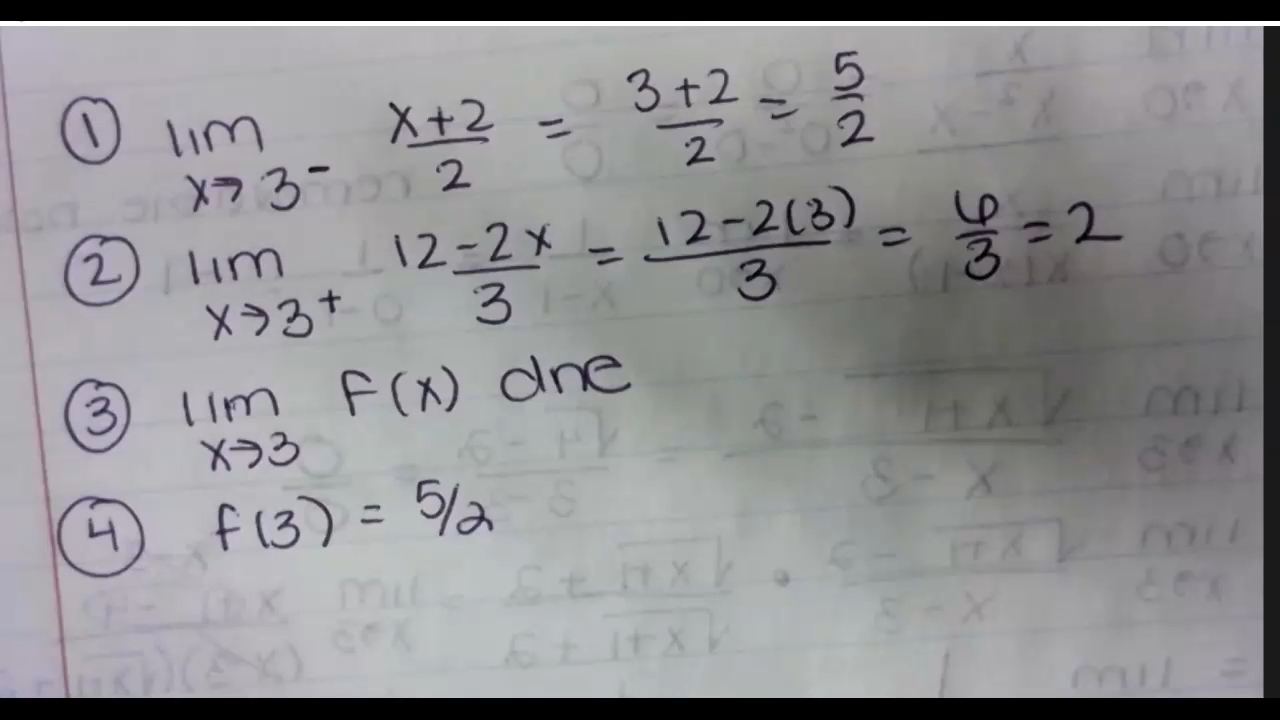 ① lim x→3⁻ x+2/2 = 3+2/2 = 5/2
② lim x→3⁺ 12-2x/3 = 12-2(3)/3 = 6/3 = 2
③ lim x→3 f(x) dne
④ f(3) = 5/2